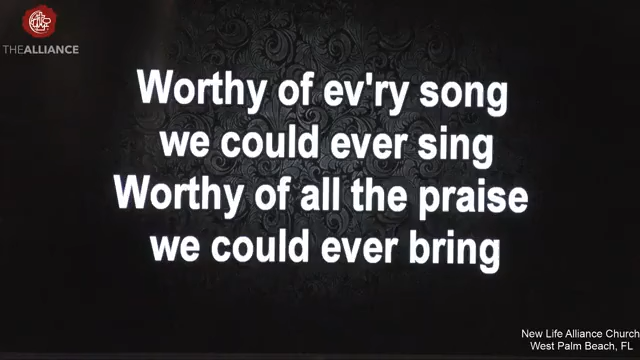 THEALLIANCE
Worthy of ev'ry song
we could ever sing
Worthy of all the praise
we could ever bring
New Life Alliance Church
West Palm Beach, FL